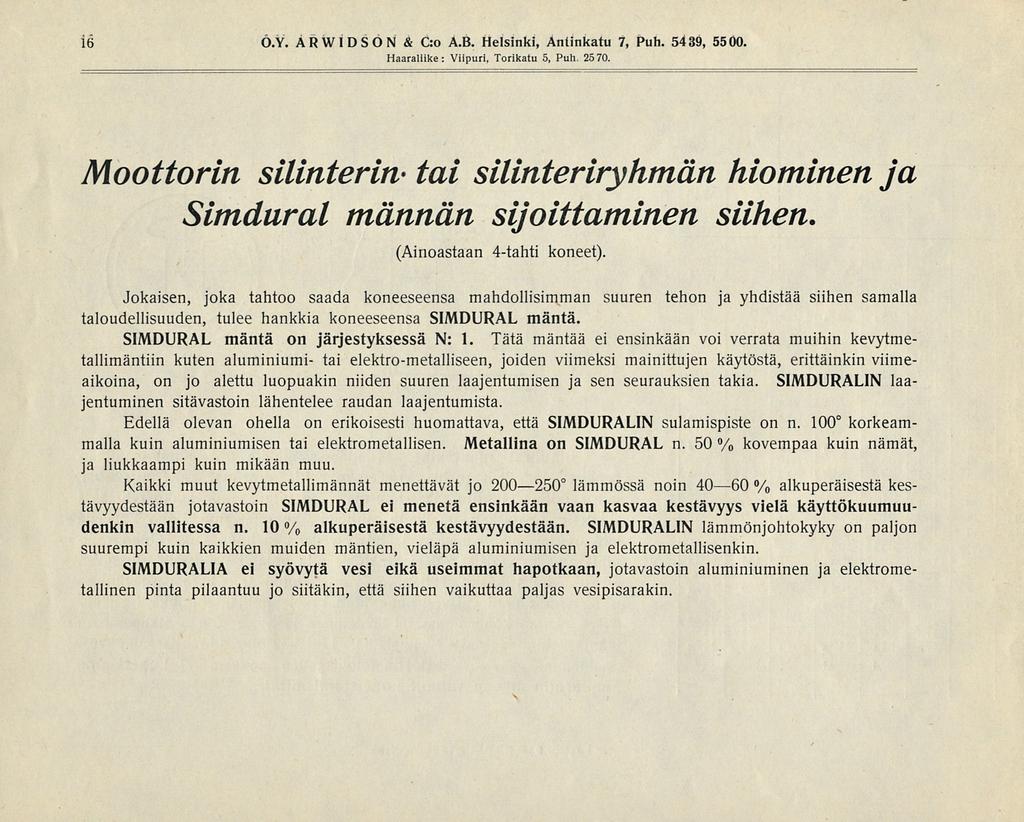 16 O.Y. ARWIDSON & C:o A.B. Helsinki, Antinkatu 7, Puh. 5439, 5500.
Haaraliike: Viipuri, Torikatu 5, Puh. 2570.
Moottorin silinterin- tai silinteriryhmän hiominen ja
Simdural männän sijoittaminen siihen.
(Ainoastaan 4-tahti koneet).
Jokaisen, joka tahtoo saada koneeseensa mahdollisimman suuren tehon ja yhdistää siihen samalla
taloudellisuuden, tulee hankkia koneeseensa SIMDURAL mäntä.
SIMDURAL mäntä on järjestyksessä N: 1. Tätä mäntää ei ensinkään voi verrata muihin kevytme-
tallimäntiin kuten aluminiumi- tai elektro-metalliseen, joiden viimeksi mainittujen käytöstä, erittäinkin viime-
aikoina, on jo alettu luopuakin niiden suuren laajentumisen ja sen seurauksien takia. SIMDURALIN laa-
jentuminen sitävastoin lähentelee raudan laajentumista.
Edellä olevan ohella on erikoisesti huomattava, että SIMDURALIN sulamispiste on n. 100° korkeam-
malla kuin aluminiumisen tai elektrometallisen. Metallina on SIMDURAL n. 50 % kovempaa kuin nämät,
ja liukkaampi kuin mikään muu.
Kaikki muut kevytmetallimännät menettävät jo 200—250° lämmössä noin 40—60 % alkuperäisestä kes-
tävyydestään jotavastoin SIMDURAL ei menetä ensinkään vaan kasvaa kestävyys vielä käyttökuumuu-
denkin vallitessa n. 10 % alkuperäisestä kestävyydestään. SIMDURALIN lämmönjohtokyky on paljon
suurempi kuin kaikkien muiden mäntien, vieläpä aluminiumisen ja elektrometallisenkin.
SIMDURALIA ei syövytä vesi eikä useimmat hapotkaan, jotavastoin aluminiuminen ja elektrome-
tallinen pinta pilaantuu jo siitäkin, että siihen vaikuttaa paljas vesipisarakin.